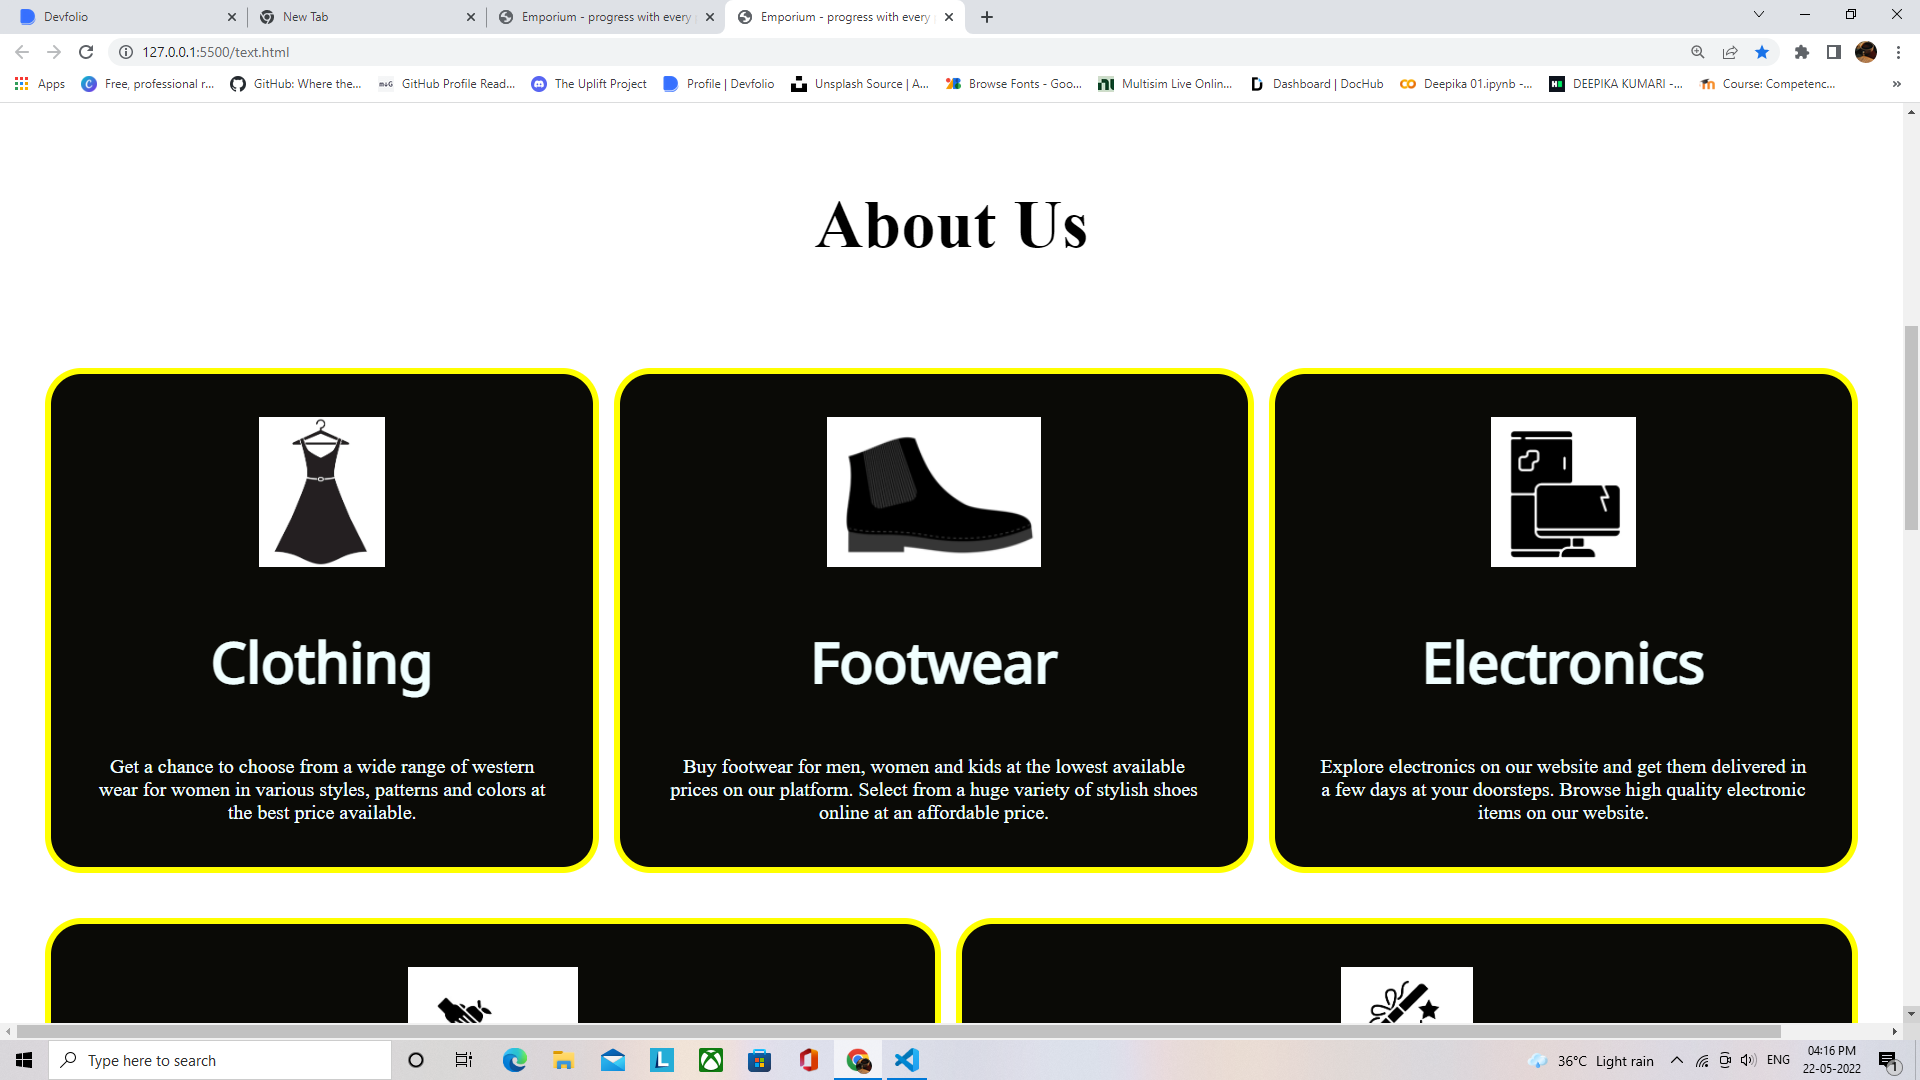 Devfolio
New Tab
Emporium - progress with every
Emporium - progress with every
127.0.0.1:5500/text.html
Apps
Free, professional r...
GitHub: Where the...
GitHub Profile Read...
The Uplift Project
Profile | Devfolio
Unsplash Source | A...
Browse Fonts - Goo...
Multisim Live Onlin...
Dashboard | DocHub
Deepika 01.ipynb -...
DEEPIKA KUMARI -...
Course: Competenc...
About Us
Clothing
Get a chance to choose from a wide range of western
wear for women in various styles, patterns and colors at
the best price available.
Footwear
Buy footwear for men, women and kids at the lowest available
prices on our platform. Select from a huge variety of stylish shoes
online at an affordable price.
Electronics
Explore electronics on our website and get them delivered in
a few days at your doorsteps. Browse high quality electronic
items on our website.
Type here to search
36°C Light rain
ENG
04:16 PM
22-05-2022
1